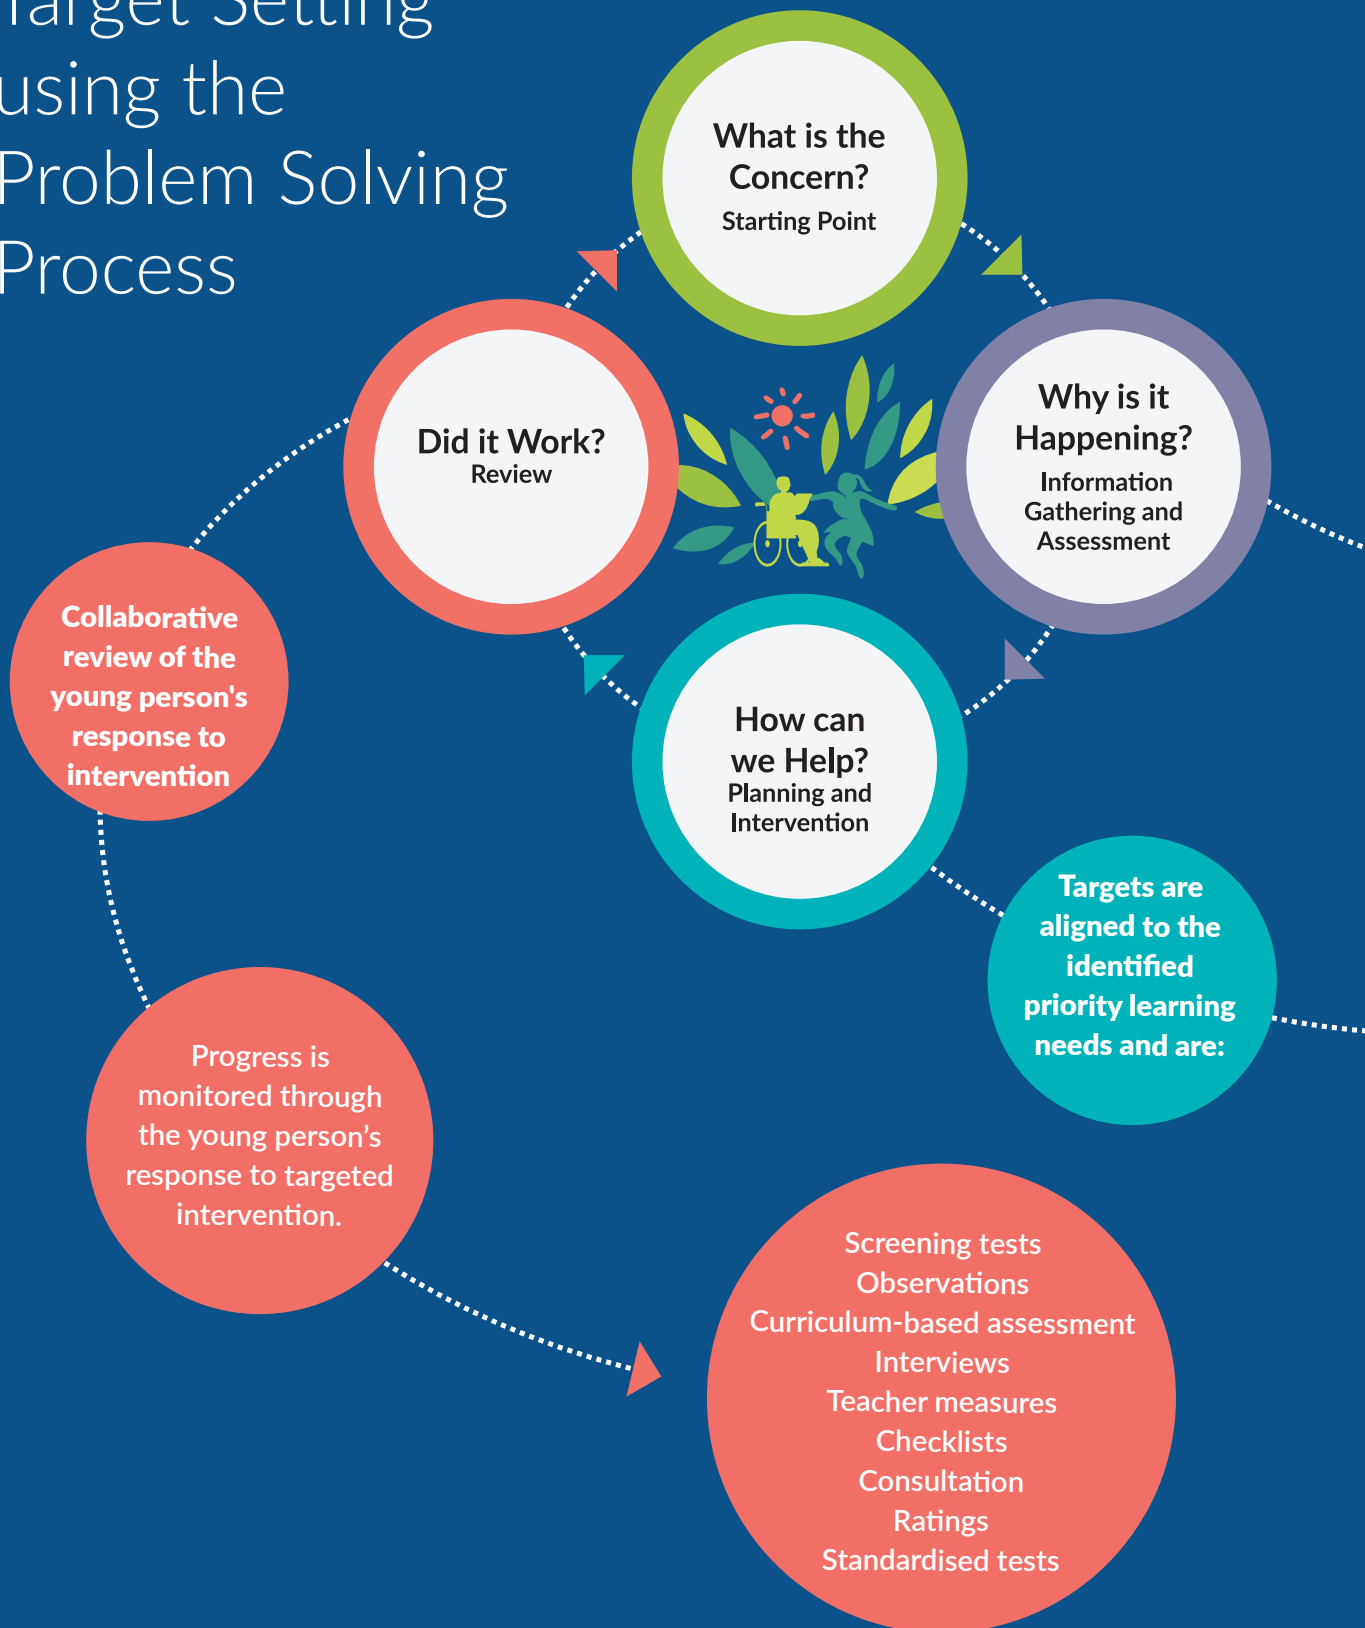 Target Setting
using the
Problem Solving
Process
What is the
Concern?
Starting Point
Why is it
Happening?
Information
Gathering and
Assessment
How can
we Help?
Planning and
Intervention
Did it Work?
Review
Collaborative
review of the
young person's
response to
intervention
Progress is
monitored through
the young person’s
response to targeted
intervention.
Targets are
aligned to the
identified
priority learning
needs and are:
Screening tests
Observations
Curriculum-based assessment
Interviews
Teacher measures
Checklists
Consultation
Ratings
Standardised tests